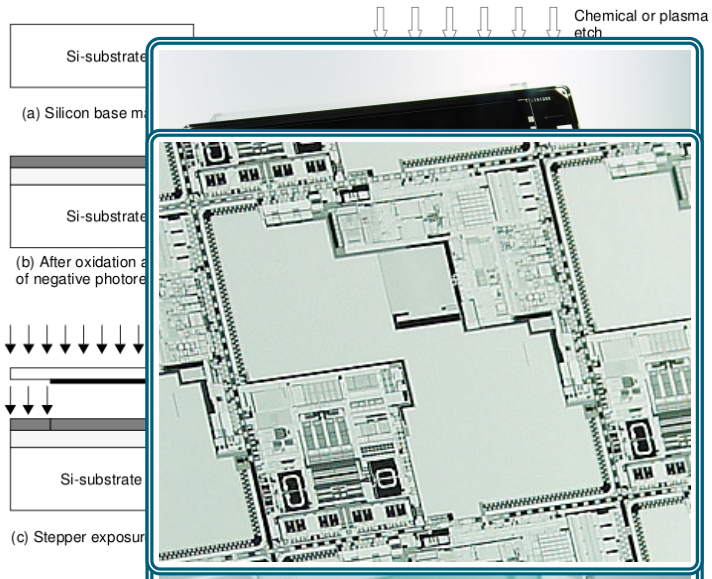 Si-substrate
(a) Silicon base ma
Si-substrate
(b) After oxidation a
of negative photore
Si-substrate
(c) Stepper exposur
Chemical or plasma
etch